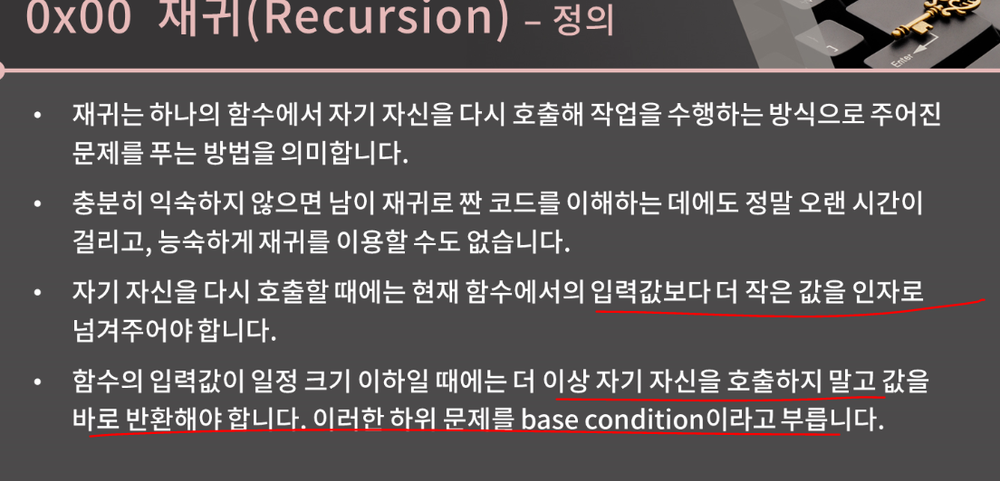 0x00 재귀(Recursion) – 정의
Enter
• 재귀는 하나의 함수에서 자기 자신을 다시 호출해 작업을 수행하는 방식으로 주어진
문제를 푸는 방법을 의미합니다.
• 충분히 익숙하지 않으면 남이 재귀로 짠 코드를 이해하는 데에도 정말 오랜 시간이
걸리고, 능숙하게 재귀를 이용할 수도 없습니다.
• 자기 자신을 다시 호출할 때에는 현재 함수에서의 입력값보다 더 작은 값을 인자로
넘겨주어야 합니다.
• 함수의 입력값이 일정 크기 이하일 때에는 더 이상 자기 자신을 호출하지 말고 값을
바로 반환해야 합니다. 이러한 하위 문제를 base condition이라고 부릅니다.